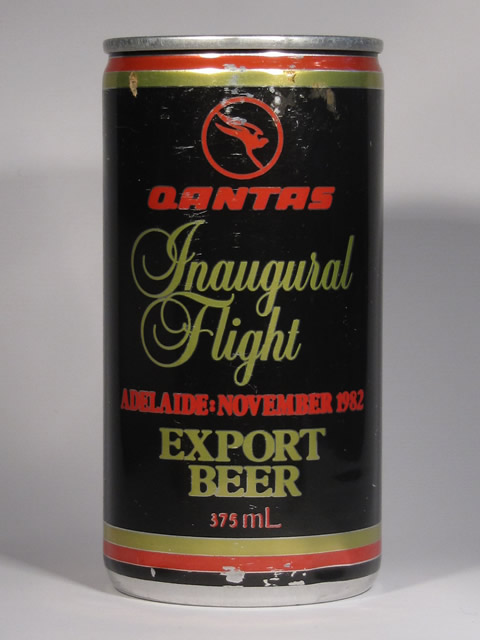 QANTAS
Inaugural
Flight
ADELAIDE: NOVEMBER 1982
EXPORT
BEER
375 mL